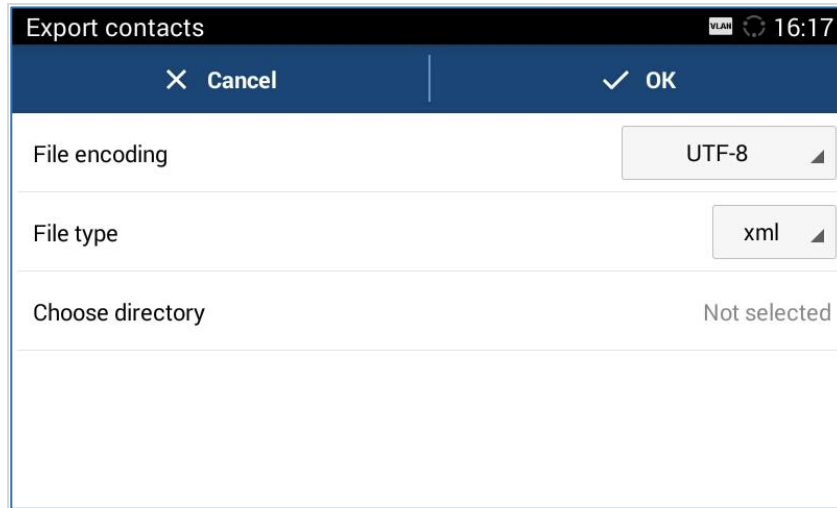 Export contacts VLAN 16:17
Cancel OK
File encoding UTF-8
File type xml
Choose directory Not selected